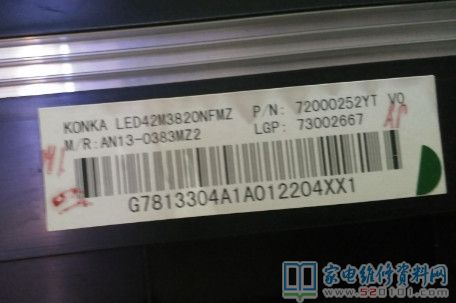 KONKA LED42M3820NFMZ P/N: 72000252YT V0
M/R:AN13-0383MZ2 LGP: 73002667
G7813304A1A012204XX1
家电维修资料网
www.520101.com